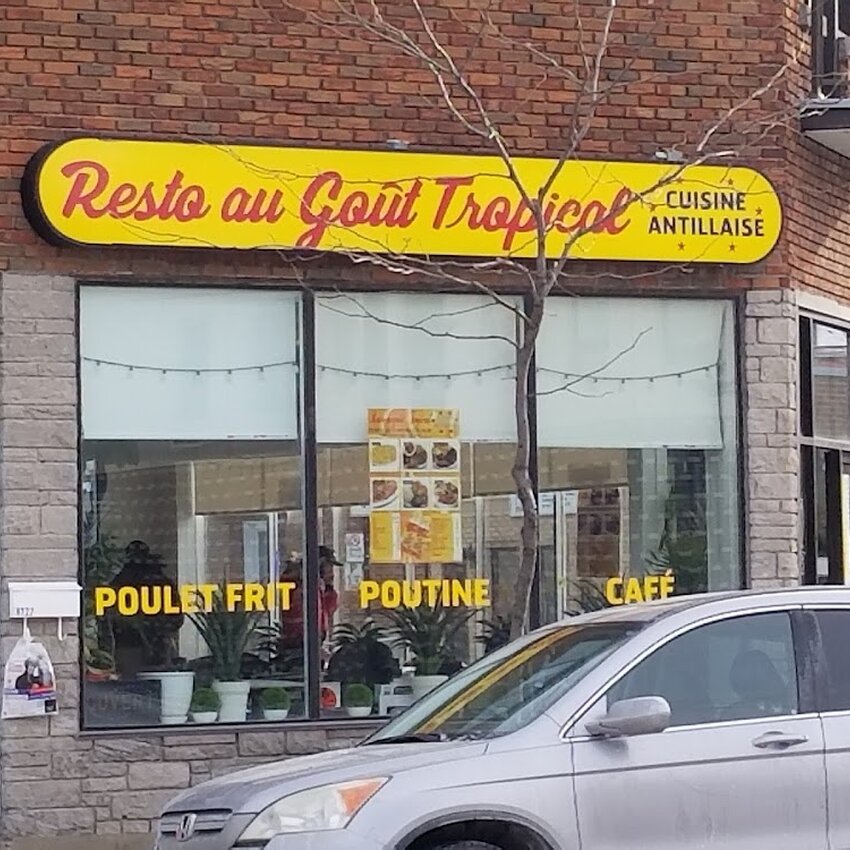 Resto au Goût Tropical
CUISINE
ANTILLAISE
POULET FRIT
POUTINE
CAFÉ